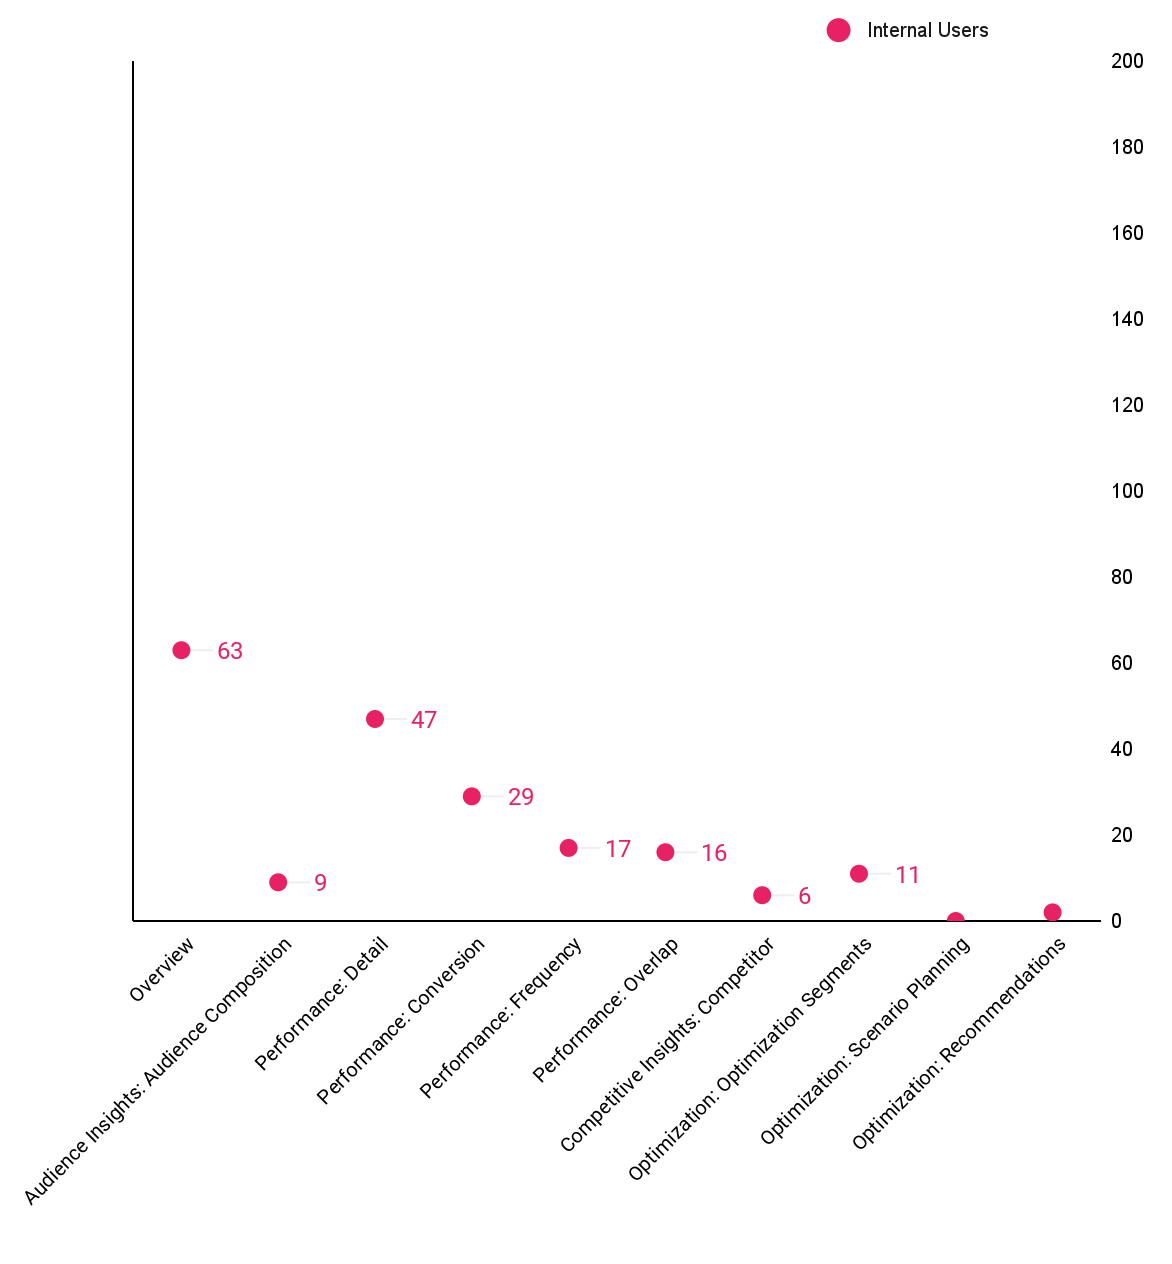 Internal Users
200
180
160
140
120
100
80
60
40
20
0
63
9
47
29
17
16
6
11
Overview
Audience Insights: Audience Composition
Performance: Detail
Performance: Conversion
Performance: Frequency
Performance: Overlap
Competitive Insights: Competitor
Optimization: Optimization Segments
Optimization: Scenario Planning
Optimization: Recommendations